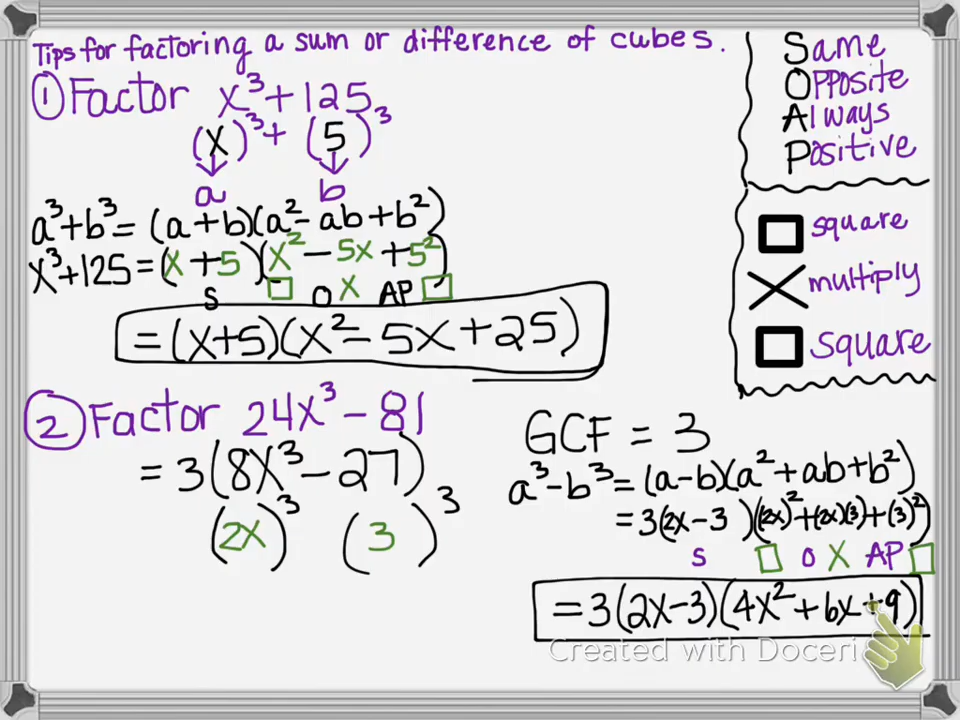 Tips for factoring a sum or difference of cubes.
① Factor x³+125
(x)³+(5)³
a b
a³+b³=(a+b)(a²-ab+b²)
x³+125=(x+5)(x²-5x+5²)
S □ O X AP □
=(x+5)(x²-5x+25)
② Factor 24x³-81
=3(8x³-27)
(2x)³ (3)³
Same
Opposite
Always
Positive
square
multiply
square
GCF = 3
a³-b³=(a-b)(a²+ab+b²)
=3(2x-3)(2x)²+(2x)(3)+(3)²)
S □ O X AP □
=3(2x-3)(4x²+6x+9)
Created with Doceri